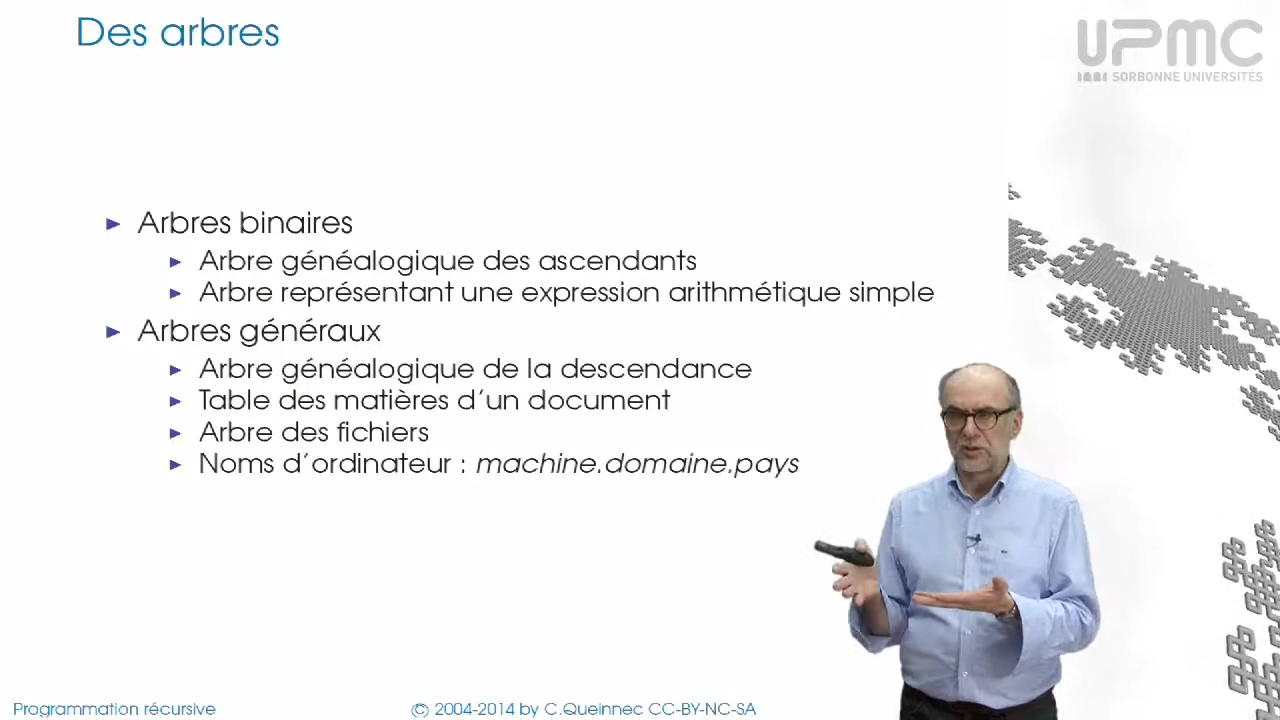 Des arbres
UPMC
SORBONNE UNIVERSITÉS
► Arbres binaires
► Arbre généalogique des ascendants
► Arbre représentant une expression arithmétique simple
► Arbres généraux
► Arbre généalogique de la descendance
► Table des matières d'un document
► Arbre des fichiers
► Noms d'ordinateur : machine.domaine.pays
Programmation récursive
© 2004-2014 by C.Queinnec CC-BY-NC-SA